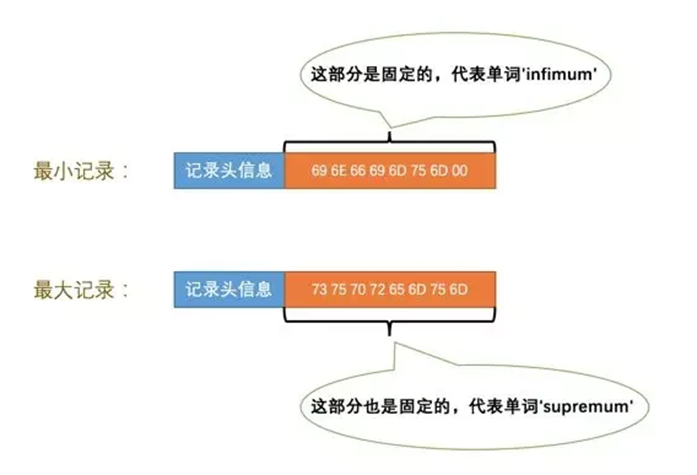 这部分是固定的，代表单词'infimum'
最小记录：
记录头信息
69 6E 66 69 6D 75 6D 00
最大记录：
记录头信息
73 75 70 72 65 6D 75 6D
这部分也是固定的，代表单词'supremum'